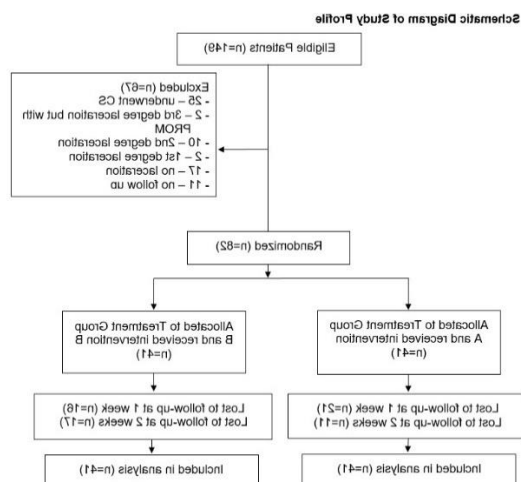 Schematic Diagram of Study Profile
Eligible Patients (n=149)
Excluded (n=67)
- 25 – underwent CS
- 2 – 3rd degree laceration but with
PROM
- 10 – 2nd degree laceration
- 2 – 1st degree laceration
- 17 – no laceration
- 11 – no follow up
Randomized (n=82)
Allocated to Treatment Group
B and received intervention B
(n=41)
Allocated to Treatment Group
A and received intervention
(n=41)
Lost to follow-up at 1 week (n=16)
Lost to follow-up at 2 weeks (n=17)
Lost to follow-up at 1 week (n=21)
Lost to follow-up at 2 weeks (n=11)
Included in analysis (n=41)
Included in analysis (n=41)